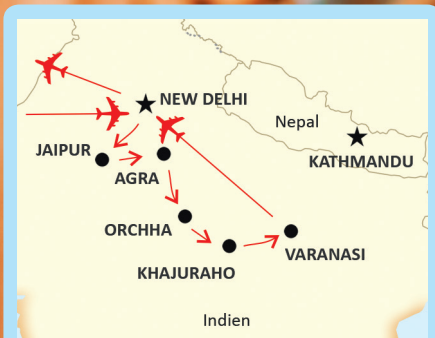 NEW DELHI
Nepal
JAIPUR
KATHMANDU
AGRA
ORCHHA
VARANASI
KHAJURAHO
Indien